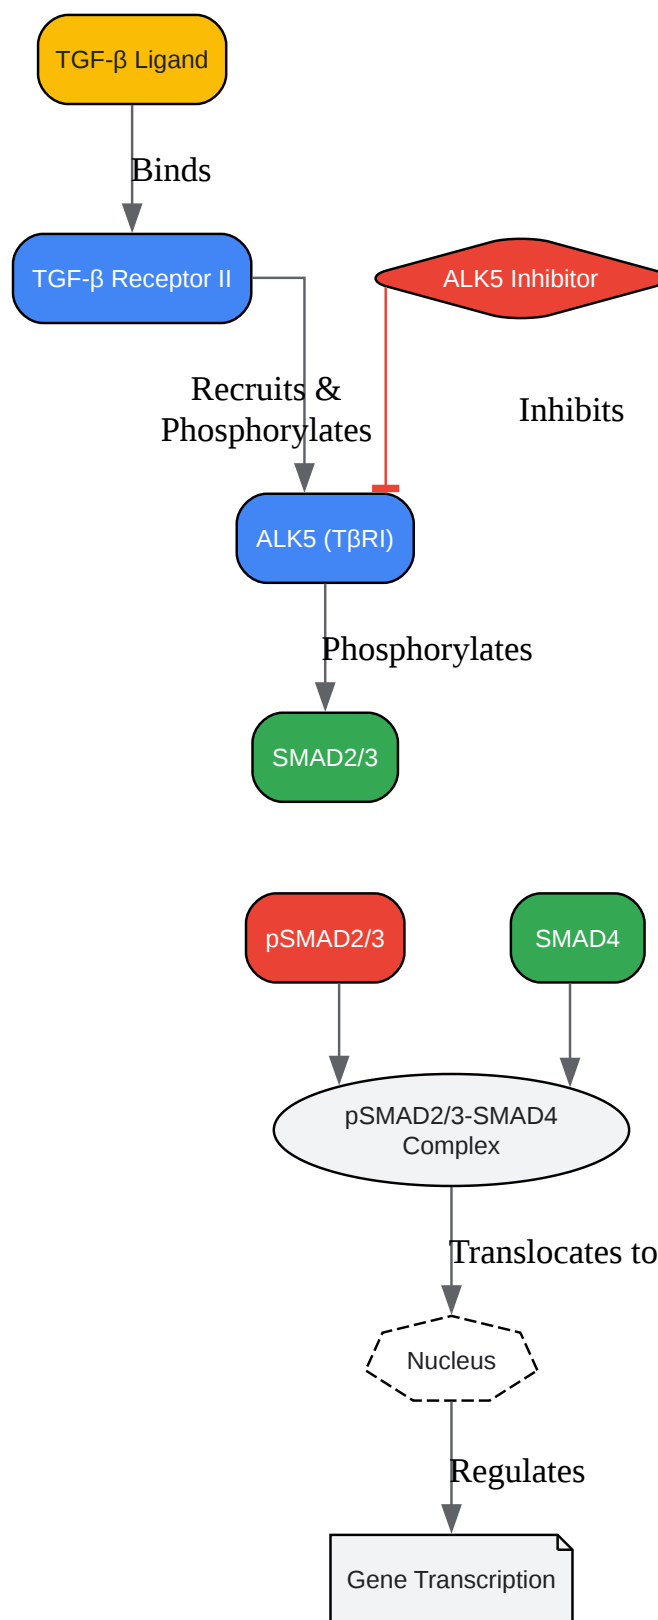 TGF-β Ligand
Binds
TGF-β Receptor II
ALK5 Inhibitor
Recruits &
Phosphorylates
Inhibits
ALK5 (TβRI)
Phosphorylates
SMAD2/3
pSMAD2/3
SMAD4
pSMAD2/3-SMAD4
Complex
Translocates to
Nucleus
Regulates
Gene Transcription